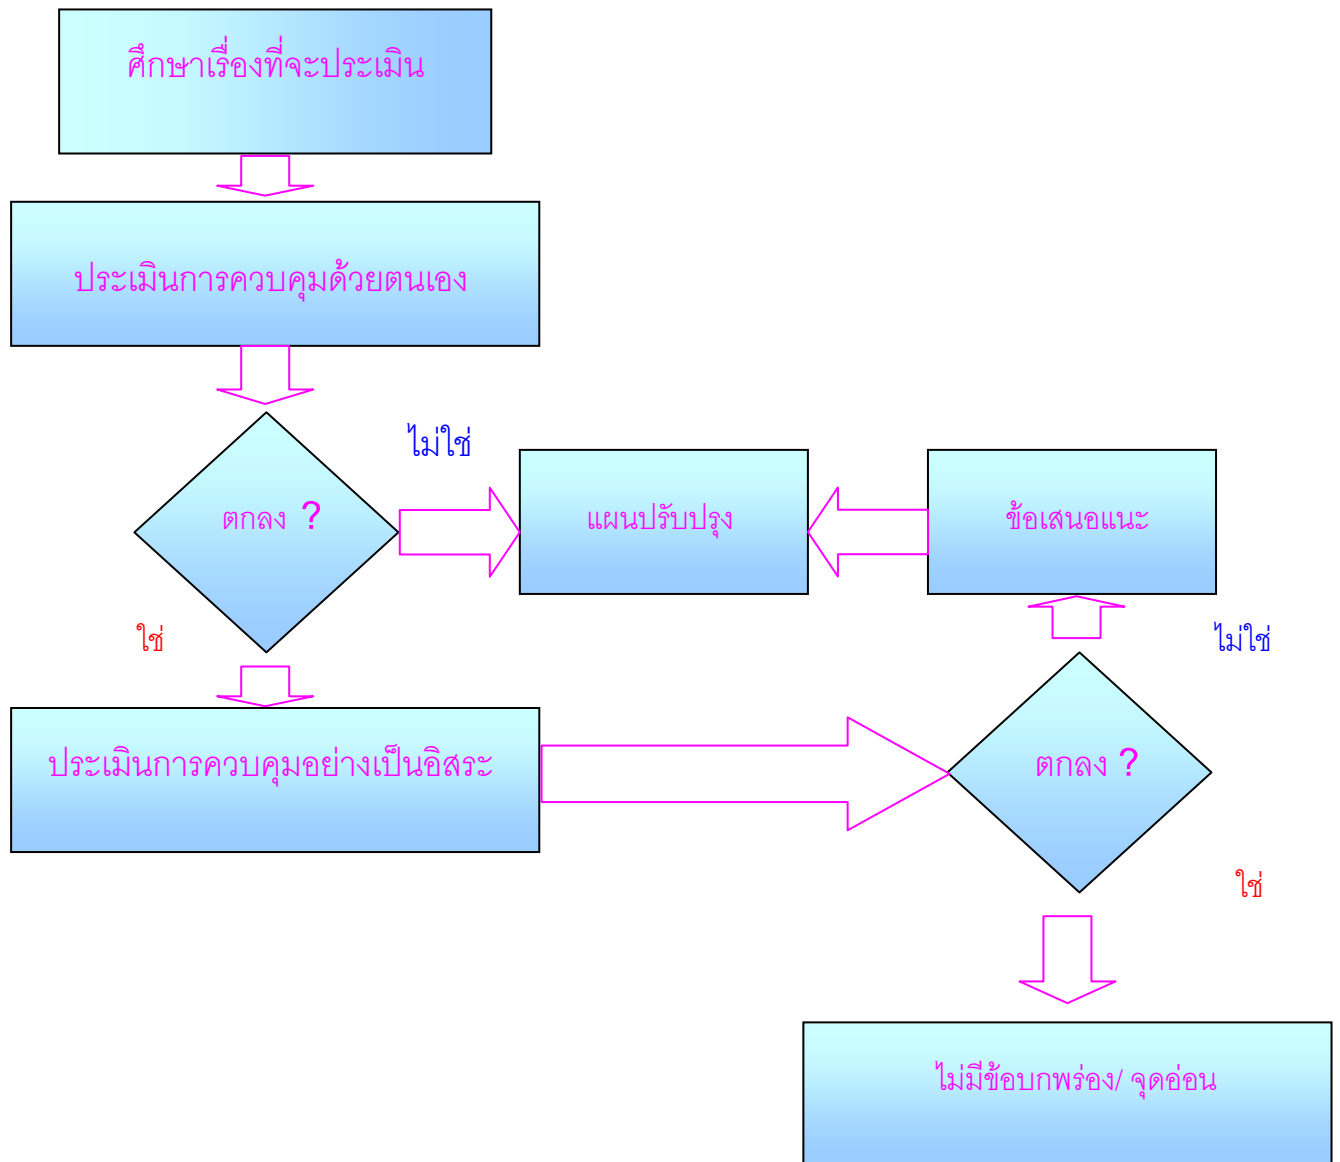 ศึกษาเรื่องที่จะประเมิน
ประเมินการควบคุมด้วยตนเอง
ไม่ใช่
ตกลง ?
แผนปรับปรุง
ข้อเสนอแนะ
ใช่
ไม่ใช่
ประเมินการควบคุมอย่างเป็นอิสระ
ตกลง ?
ใช่
ไม่มีข้อบกพร่อง/ จุดอ่อน